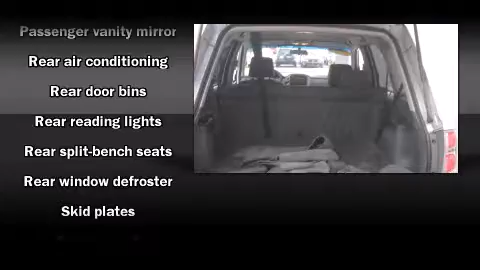 Passenger vanity mirror
Rear air conditioning
Rear door bins
Rear reading lights
Rear split-bench seats
Rear window defroster
Skid plates